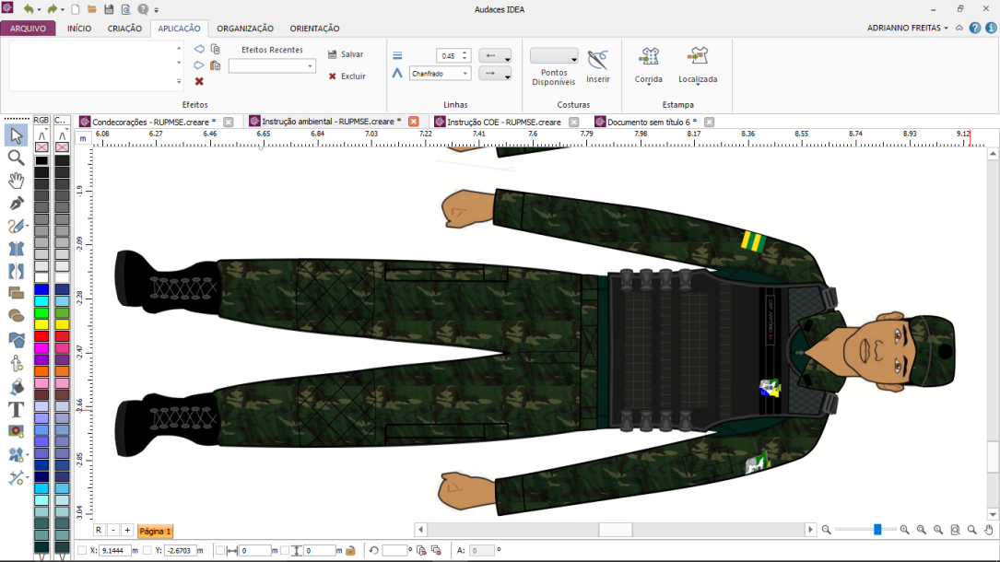 Audaces IDEA
ARQUIVO INÍCIO CRIAÇÃO APLICAÇÃO ORGANIZAÇÃO ORIENTAÇÃO ADRIANNO FREITAS
Efeitos Recentes
Salvar
Excluir
Efeitos
0,45
Chanfrado
Linhas
Pontos
Disponíveis
Inserir
Costuras
Corrida
Localizada
Estampa
RGB C..
Condecorações - RUPMSE.creare *
Instrução ambiental - RUPMSE.creare *
Instrução COE - RUPMSE.creare
Documento sem título 6 *
m 6.08 6.27 6.46 6.65 6.84 7.03 7.22 7.41 7.6 7.79 7.98 8.17 8.36 8.55 8.74 8.93 9.12
-1.9
-2.09
-2.28
-2.47
-2.66
-2.85
-3.04
R - + Página 1
X: 9.1444 m Y: -2.6703 m 0 m 0 m ° A: 0 °